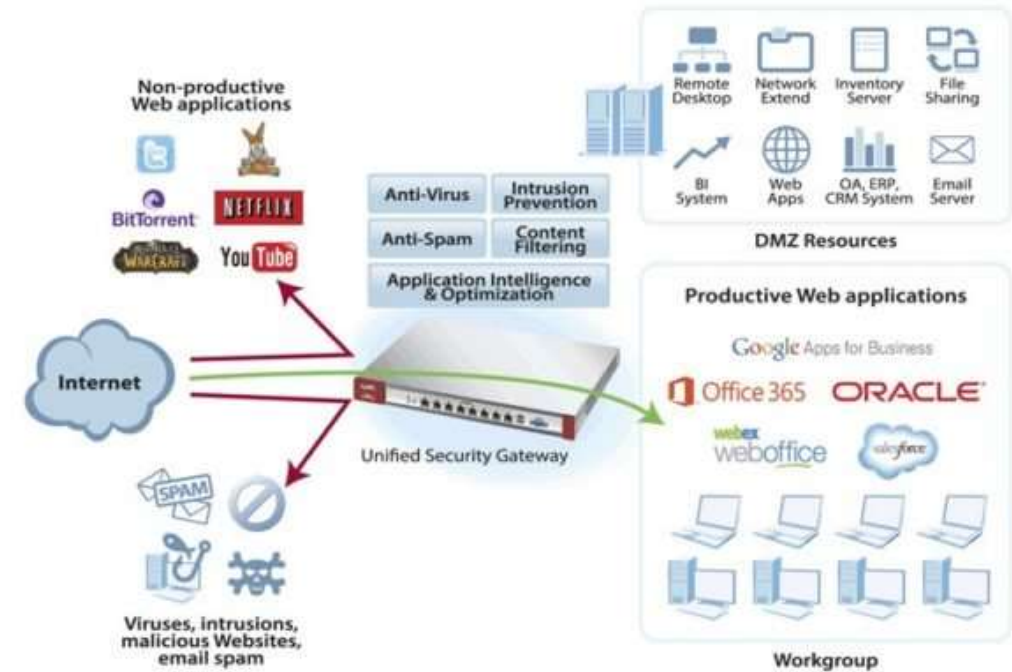 Non-productive
Web applications
BitTorrent
NETFLIX
WARCRAFT
You Tube
Internet
SPAM
Viruses, intrusions,
malicious Websites,
email spam
Anti-Virus
Intrusion
Prevention
Anti-Spam
Content
Filtering
Application Intelligence
& Optimization
Unified Security Gateway
Remote
Desktop
Network
Extend
Inventory
Server
File
Sharing
BI
System
Web
Apps
OA, ERP,
CRM System
Email
Server
DMZ Resources
Productive Web applications
Google Apps for Business
Office 365
ORACLE
webex
weboffice
salesforce
Workgroup